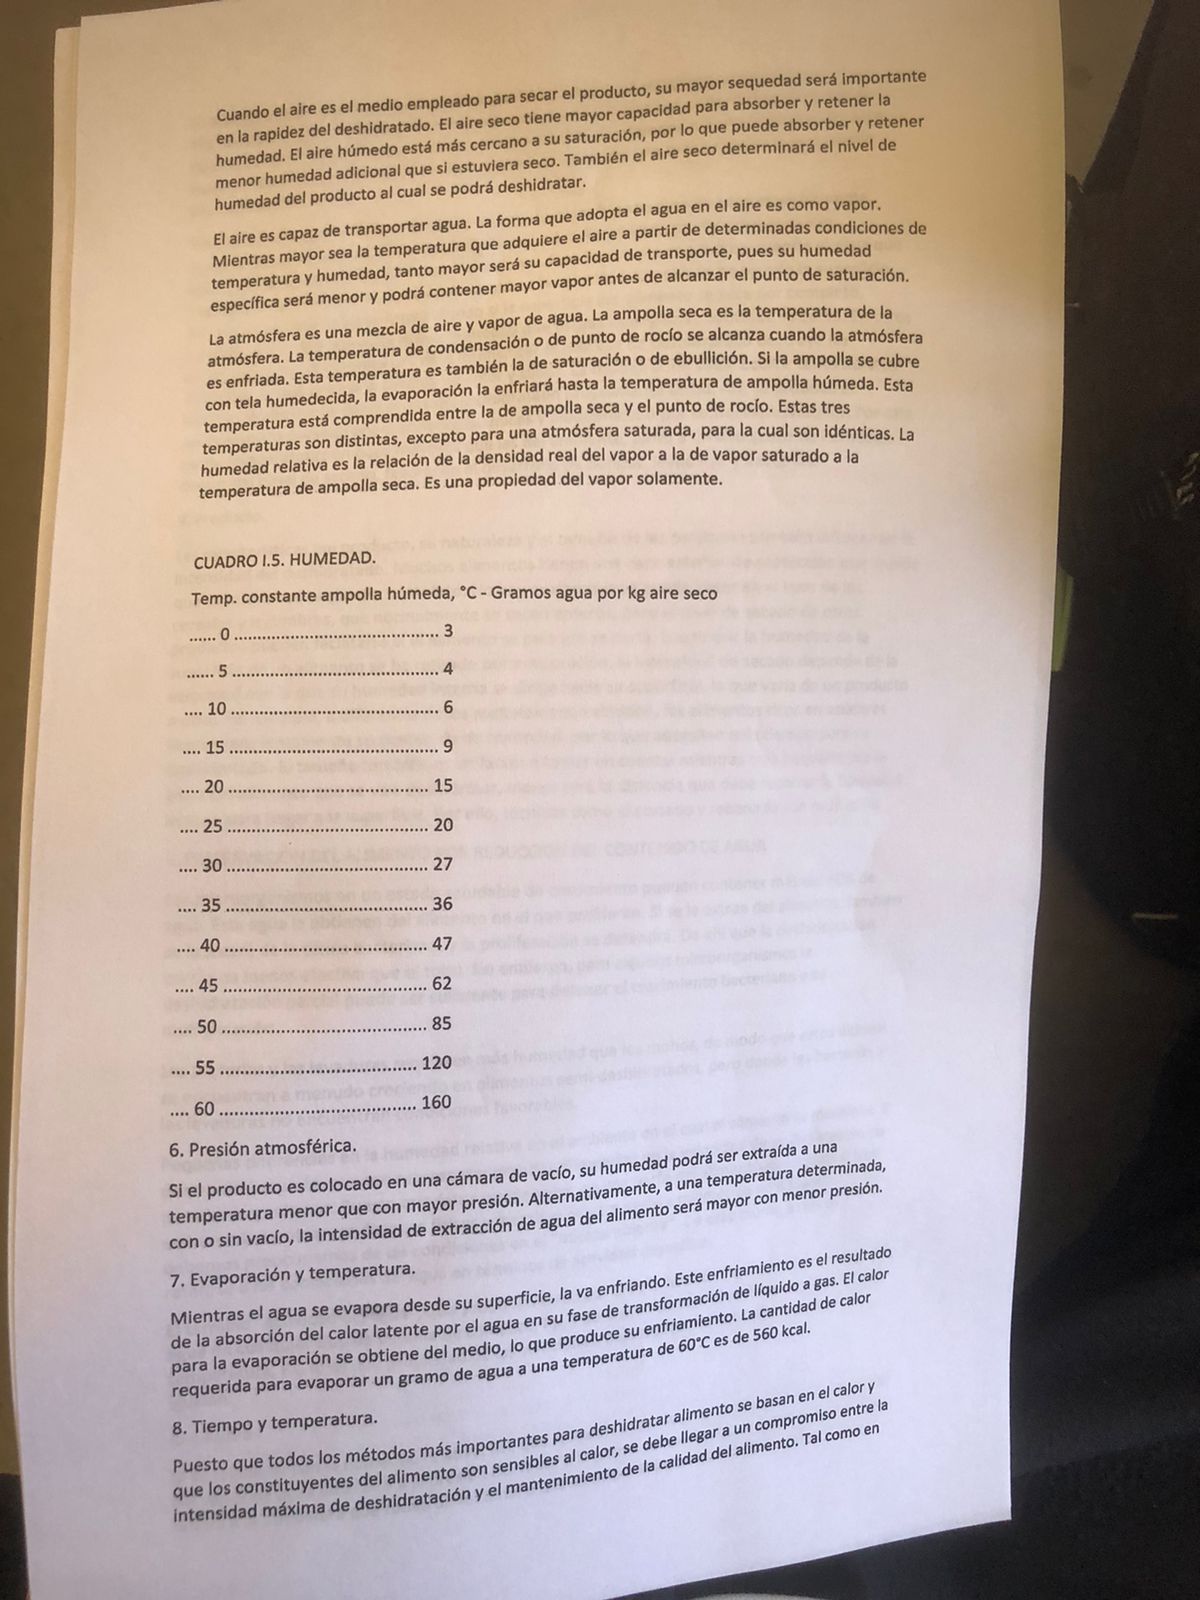 Cuando el aire es el medio empleado para secar el producto, su mayor sequedad será importante
en la rapidez del deshidratado. El aire seco tiene mayor capacidad para absorber y retener la
humedad. El aire húmedo está más cercano a su saturación, por lo que puede absorber y retener
menor humedad adicional que si estuviera seco. También el aire seco determinará el nivel de
humedad del producto al cual se podrá deshidratar.
El aire es capaz de transportar agua. La forma que adopta el agua en el aire es como vapor.
Mientras mayor sea la temperatura que adquiere el aire a partir de determinadas condiciones de
temperatura y humedad, tanto mayor será su capacidad de transporte, pues su humedad
específica será menor y podrá contener mayor vapor antes de alcanzar el punto de saturación.
La atmósfera es una mezcla de aire y vapor de agua. La ampolla seca es la temperatura de la
atmósfera. La temperatura de condensación o de punto de rocío se alcanza cuando la atmósfera
es enfriada. Esta temperatura es también la de saturación o de ebullición. Si la ampolla se cubre
con tela humedecida, la evaporación la enfriará hasta la temperatura de ampolla húmeda. Esta
temperatura está comprendida entre la de ampolla seca y el punto de rocío. Estas tres
temperaturas son distintas, excepto para una atmósfera saturada, para la cual son idénticas. La
humedad relativa es la relación de la densidad real del vapor a la de vapor saturado a la
temperatura de ampolla seca. Es una propiedad del vapor solamente.
CUADRO I.5. HUMEDAD.
Temp. constante ampolla húmeda, °C - Gramos agua por kg aire seco
...... 0 ....................................... 3
...... 5 ....................................... 4
.... 10 ....................................... 6
.... 15 ....................................... 9
.... 20 ..................................... 15
.... 25 ..................................... 20
.... 30 ..................................... 27
.... 35 ..................................... 36
.... 40 ..................................... 47
.... 45 ..................................... 62
.... 50 ..................................... 85
.... 55 ................................... 120
.... 60 ................................... 160
6. Presión atmosférica.
Si el producto es colocado en una cámara de vacío, su humedad podrá ser extraída a una
temperatura menor que con mayor presión. Alternativamente, a una temperatura determinada,
con o sin vacío, la intensidad de extracción de agua del alimento será mayor con menor presión.
7. Evaporación y temperatura.
Mientras el agua se evapora desde su superficie, la va enfriando. Este enfriamiento es el resultado
de la absorción del calor latente por el agua en su fase de transformación de líquido a gas. El calor
para la evaporación se obtiene del medio, lo que produce su enfriamiento. La cantidad de calor
requerida para evaporar un gramo de agua a una temperatura de 60°C es de 560 kcal.
8. Tiempo y temperatura.
Puesto que todos los métodos más importantes para deshidratar alimento se basan en el calor y
que los constituyentes del alimento son sensibles al calor, se debe llegar a un compromiso entre la
intensidad máxima de deshidratación y el mantenimiento de la calidad del alimento. Tal como en